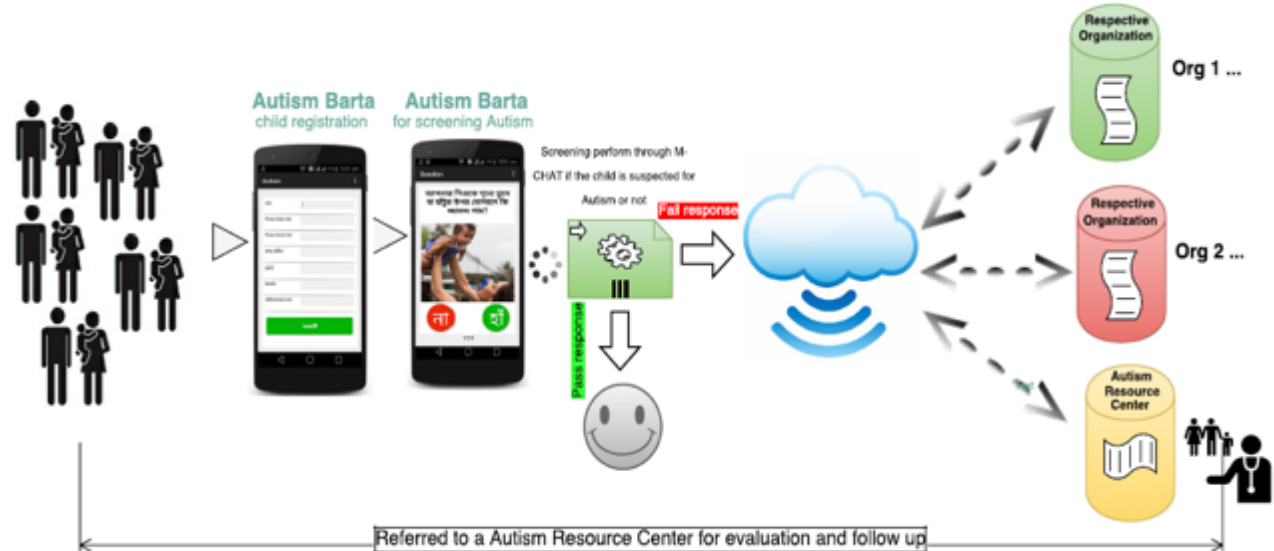 Autism Barta
child registration
Autism Barta
for screening Autism
Autism
Question
না
হ্যাঁ
Screening perform through M-
CHAT if the child is suspected for
Autism or not
Fail response
Pass response
Respective
Organization
Org 1 ...
Respective
Organization
Org 2 ...
Autism
Resource
Center
Referred to a Autism Resource Center for evaluation and follow up